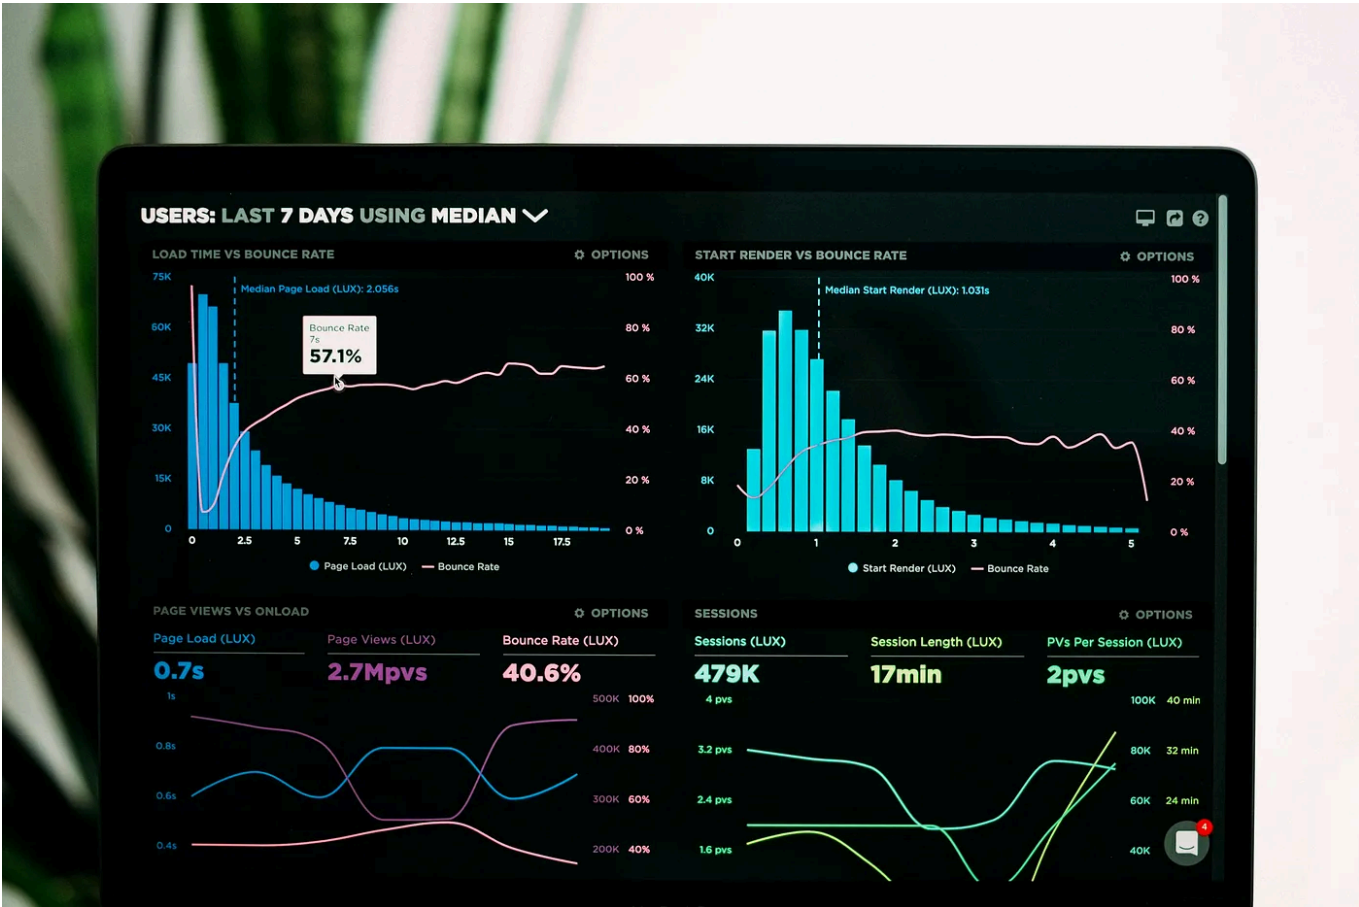 USERS: LAST 7 DAYS USING MEDIAN
LOAD TIME VS BOUNCE RATE
OPTIONS
75K
100 %
Median Page Load (LUX): 2.056s
60K
80 %
Bounce Rate
7s
57.1%
45K
60 %
30K
40 %
15K
20 %
0
0 %
0 2.5 5 7.5 10 12.5 15 17.5
Page Load (LUX) Bounce Rate
START RENDER VS BOUNCE RATE
OPTIONS
40K
100 %
Median Start Render (LUX): 1.031s
32K
80 %
24K
60 %
16K
40 %
8K
20 %
0
0 %
0 1 2 3 4 5
Start Render (LUX) Bounce Rate
PAGE VIEWS VS ONLOAD
OPTIONS
Page Load (LUX) Page Views (LUX) Bounce Rate (LUX)
0.7s 2.7Mpvs 40.6%
1s
500K 100%
0.8s
400K 80%
0.6s
300K 60%
0.4s
200K 40%
SESSIONS
OPTIONS
Sessions (LUX) Session Length (LUX) PVs Per Session (LUX)
479K 17min 2pvs
4 pvs
100K 40 min
3.2 pvs
80K 32 min
2.4 pvs
60K 24 min
1.6 pvs
40K
4